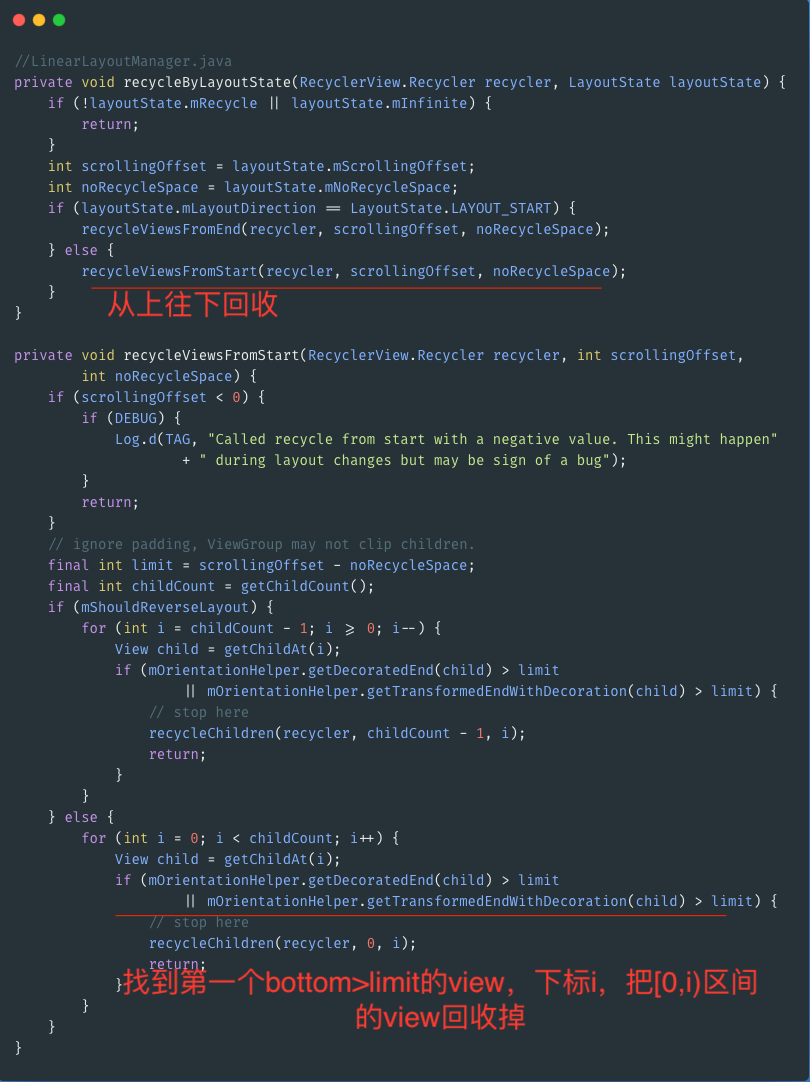 //LinearLayoutManager.java
private void recycleByLayoutState(RecyclerView.Recycler recycler, LayoutState layoutState) {
    if (!layoutState.mRecycle || layoutState.mInfinite) {
        return;
    }
    int scrollingOffset = layoutState.mScrollingOffset;
    int noRecycleSpace = layoutState.mNoRecycleSpace;
    if (layoutState.mLayoutDirection == LayoutState.LAYOUT_START) {
        recycleViewsFromEnd(recycler, scrollingOffset, noRecycleSpace);
    } else {
        recycleViewsFromStart(recycler, scrollingOffset, noRecycleSpace);
    }
从上往下回收
}
private void recycleViewsFromStart(RecyclerView.Recycler recycler, int scrollingOffset,
        int noRecycleSpace) {
    if (scrollingOffset < 0) {
        if (DEBUG) {
            Log.d(TAG, "Called recycle from start with a negative value. This might happen"
                    + " during layout changes but may be sign of a bug");
        }
        return;
    }
    // ignore padding, ViewGroup may not clip children.
    final int limit = scrollingOffset - noRecycleSpace;
    final int childCount = getChildCount();
    if (mShouldReverseLayout) {
        for (int i = childCount - 1; i >= 0; i--) {
            View child = getChildAt(i);
            if (mOrientationHelper.getDecoratedEnd(child) > limit
                    || mOrientationHelper.getTransformedEndWithDecoration(child) > limit) {
                // stop here
                recycleChildren(recycler, childCount - 1, i);
                return;
            }
        }
    } else {
        for (int i = 0; i < childCount; i++) {
            View child = getChildAt(i);
            if (mOrientationHelper.getDecoratedEnd(child) > limit
                    || mOrientationHelper.getTransformedEndWithDecoration(child) > limit) {
                // stop here
                recycleChildren(recycler, 0, i);
                return;
            }
找到第一个bottom>limit的view，下标i，把[0,i)区间
        }
的view回收掉
    }
}